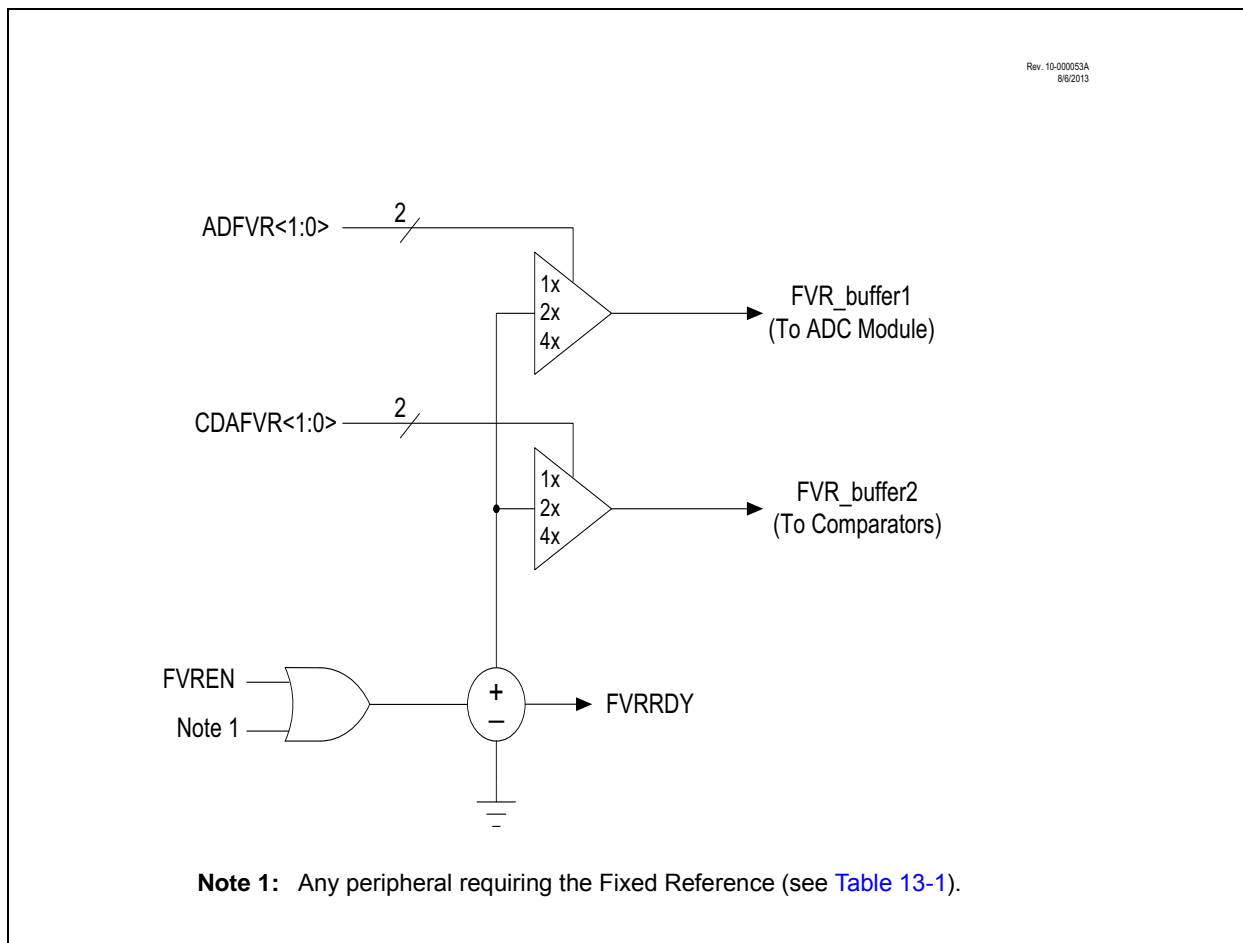 Rev. 10-000053A
8/6/2013
ADFVR<1:0>
2
1x
2x
4x
FVR_buffer1
(To ADC Module)
CDAFVR<1:0>
2
1x
2x
4x
FVR_buffer2
(To Comparators)
FVREN
Note 1
+
–
FVRRDY
Note 1: Any peripheral requiring the Fixed Reference (see Table 13-1).